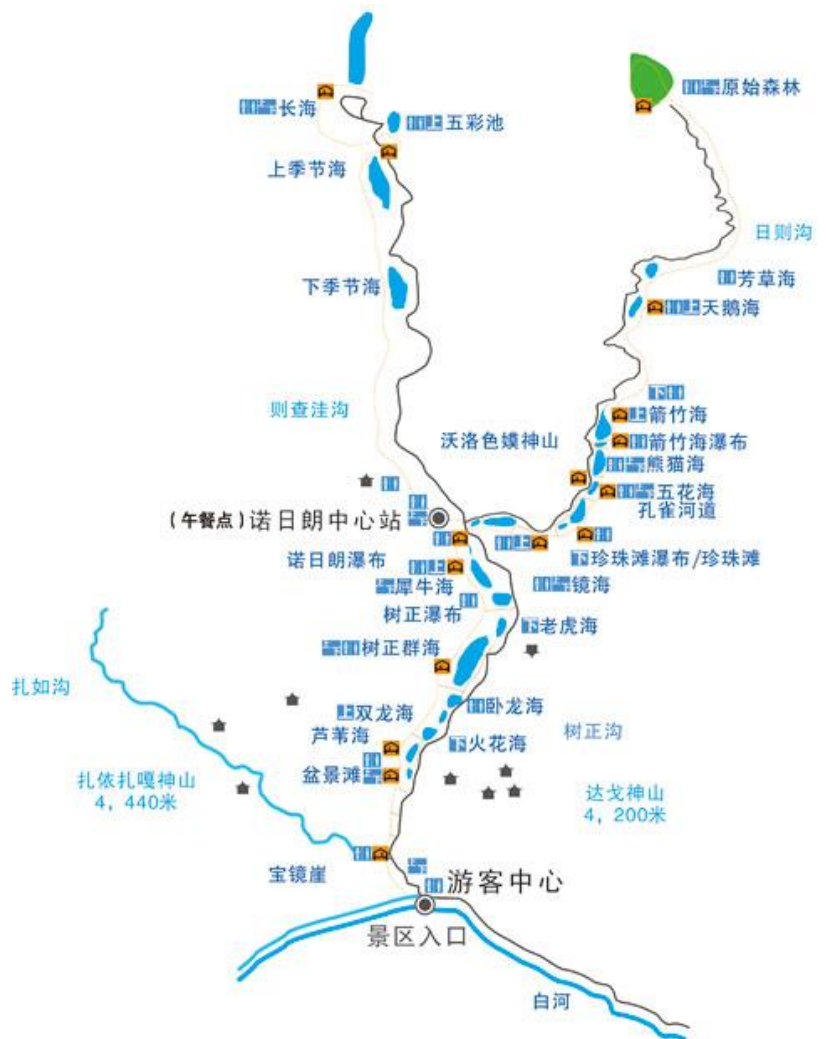 原始森林
长海
五彩池
上季节海
日则沟
芳草海
下季节海
天鹅海
则查洼沟
箭竹海
沃洛色嫫神山
箭竹海瀑布
熊猫海
五花海
孔雀河道
(午餐点)诺日朗中心站
诺日朗瀑布
下珍珠滩瀑布/珍珠滩
犀牛海
镜海
树正瀑布
下老虎海
树正群海
扎如沟
上双龙海
卧龙海
芦苇海
下火花海
树正沟
盆景滩
扎依扎嘎神山
4,440米
达戈神山
4,200米
宝镜崖
游客中心
景区入口
白河